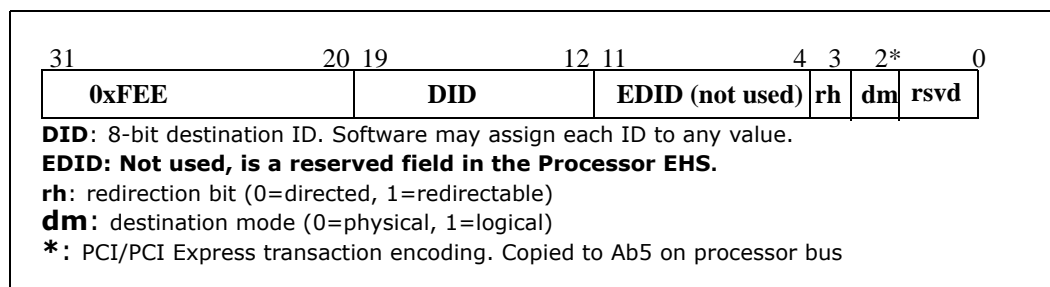 31 20 19 12 11 4 3 2* 0
0xFEE DID EDID (not used) rh dm rsvd
DID: 8-bit destination ID. Software may assign each ID to any value.
EDID: Not used, is a reserved field in the Processor EHS.
rh: redirection bit (0=directed, 1=redirectable)
dm: destination mode (0=physical, 1=logical)
*: PCI/PCI Express transaction encoding. Copied to Ab5 on processor bus